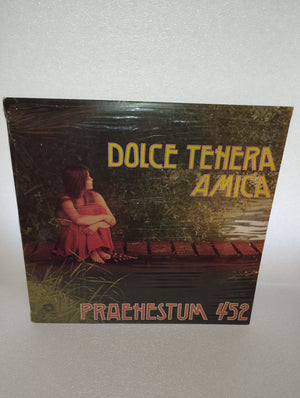 DOLCE TENERA
AMICA
PRAEHESTUM 452